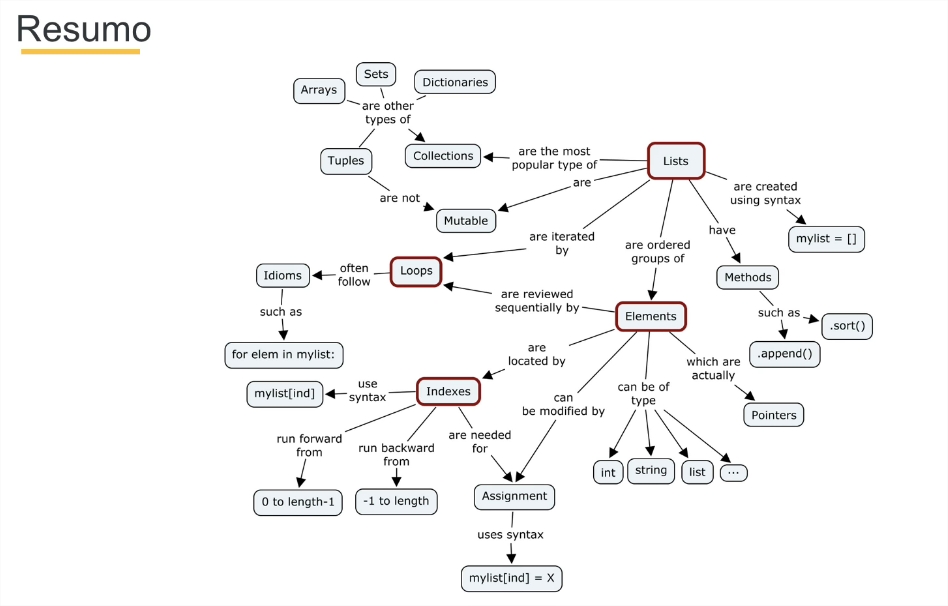 Resumo
Sets
Arrays
Dictionaries
are other
types of
Tuples
Collections
are the most
popular type of
Lists
are
are not
Mutable
are created
using syntax
mylist = []
have
are iterated
by
are ordered
groups of
Methods
Idioms
often
follow
Loops
are reviewed
sequentially by
Elements
such as
.sort()
.append()
such as
for elem in mylist:
are
located by
which are
actually
Pointers
mylist[ind]
use
syntax
Indexes
can
be modified by
can be of
type
int
string
list
...
run forward
from
run backward
from
are needed
for
0 to length-1
-1 to length
Assignment
uses syntax
mylist[ind] = X